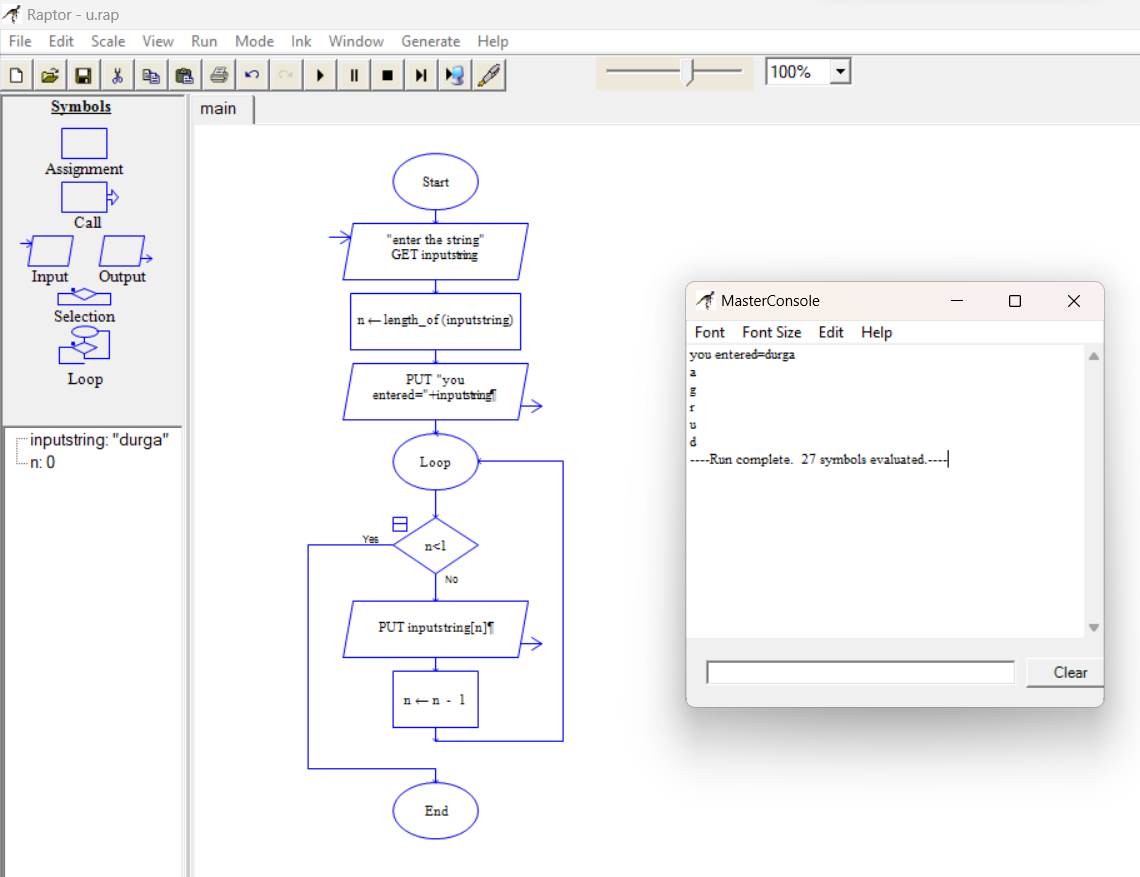 Raptor - u.rap
File Edit Scale View Run Mode Ink Window Generate Help
100%
Symbols
Assignment
Call
Input Output
Selection
Loop
inputstring: "durga"
n: 0
main
Start
"enter the string"
GET inputstring
n ← length_of (inputstring)
PUT "you
entered="+inputstring¶
Loop
Yes
n<1
No
PUT inputstring[n]¶
n ← n - 1
End
MasterConsole
Font Font Size Edit Help
you entered=durga
a
g
r
u
d
----Run complete. 27 symbols evaluated.----
Clear